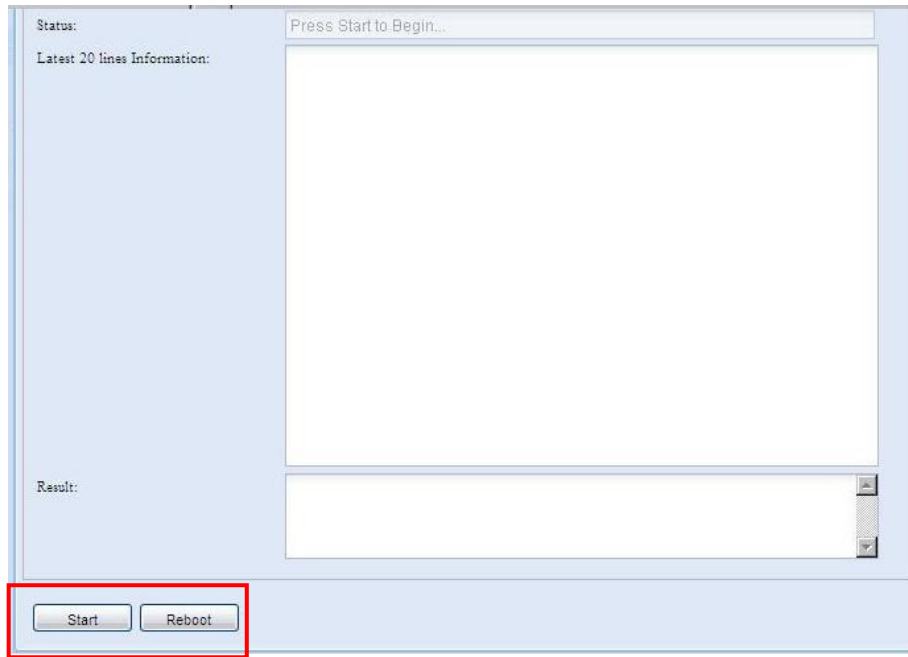 Status:
Press Start to Begin...
Latest 20 lines Information:
Result:
Start
Reboot